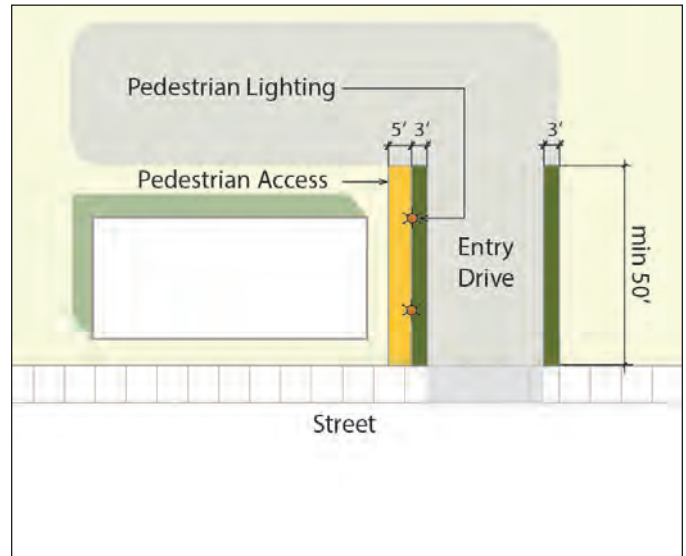 Pedestrian Lighting
5’ 3’ 3’
Pedestrian Access
Entry
Drive
min 50’
Street